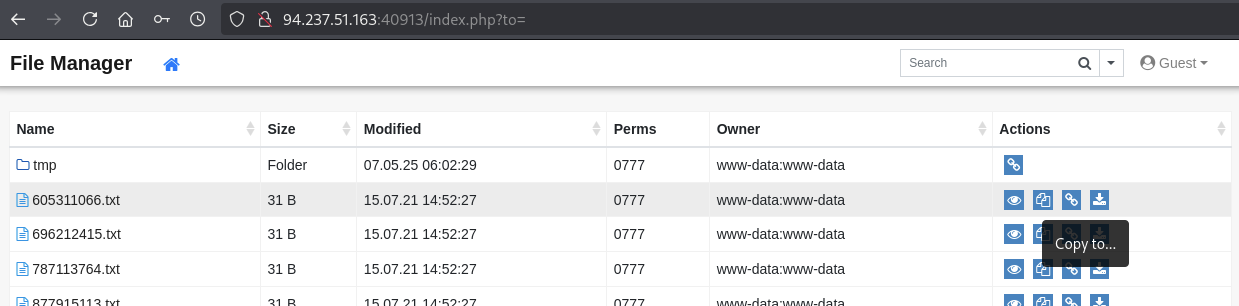 94.237.51.163:40913/index.php?to=
File Manager Search Guest
Name Size Modified Perms Owner Actions
tmp Folder 07.05.25 06:02:29 0777 www-data:www-data
605311066.txt 31 B 15.07.21 14:52:27 0777 www-data:www-data
696212415.txt 31 B 15.07.21 14:52:27 0777 www-data:www-data
Copy to...
787113764.txt 31 B 15.07.21 14:52:27 0777 www-data:www-data
877915113.txt 31 B 15.07.21 14:52:27 0777 www-data:www-data